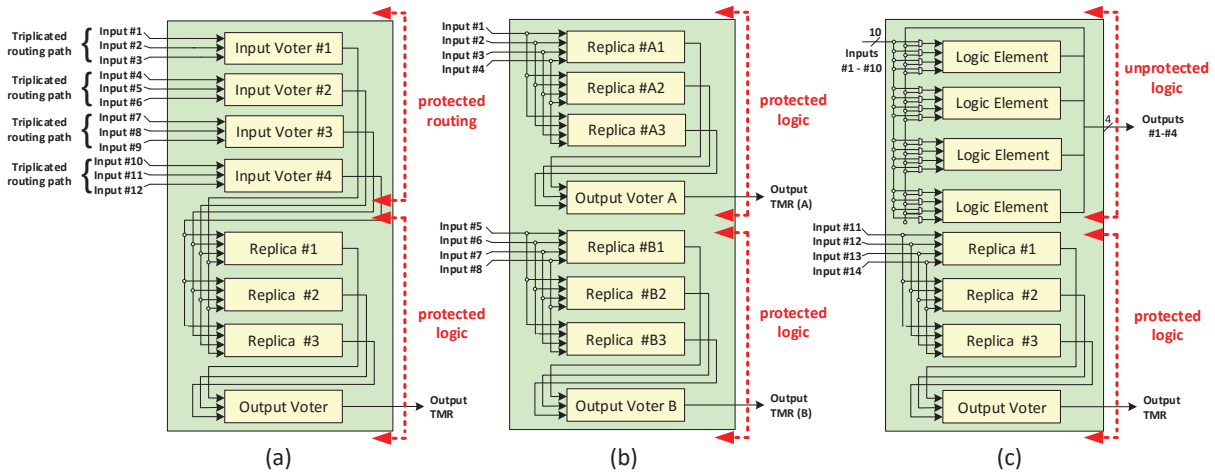 Triplicated routing path
Input #1
Input #2
Input #3
Input Voter #1
Triplicated routing path
Input #4
Input #5
Input #6
Input Voter #2
Triplicated routing path
Input #7
Input #8
Input #9
Input Voter #3
Triplicated routing path
Input #10
Input #11
Input #12
Input Voter #4
protected routing
Replica #1
Replica #2
Replica #3
protected logic
Output Voter
Output TMR
(a)
Input #1
Input #2
Input #3
Input #4
Replica #A1
Replica #A2
Replica #A3
protected logic
Output Voter A
Output TMR (A)
Input #5
Input #6
Input #7
Input #8
Replica #B1
Replica #B2
Replica #B3
protected logic
Output Voter B
Output TMR (B)
(b)
10
Inputs #1 - #10
Logic Element
Logic Element
Logic Element
Logic Element
unprotected logic
4
Outputs #1-#4
Input #11
Input #12
Input #13
Input #14
Replica #1
Replica #2
Replica #3
protected logic
Output Voter
Output TMR
(c)